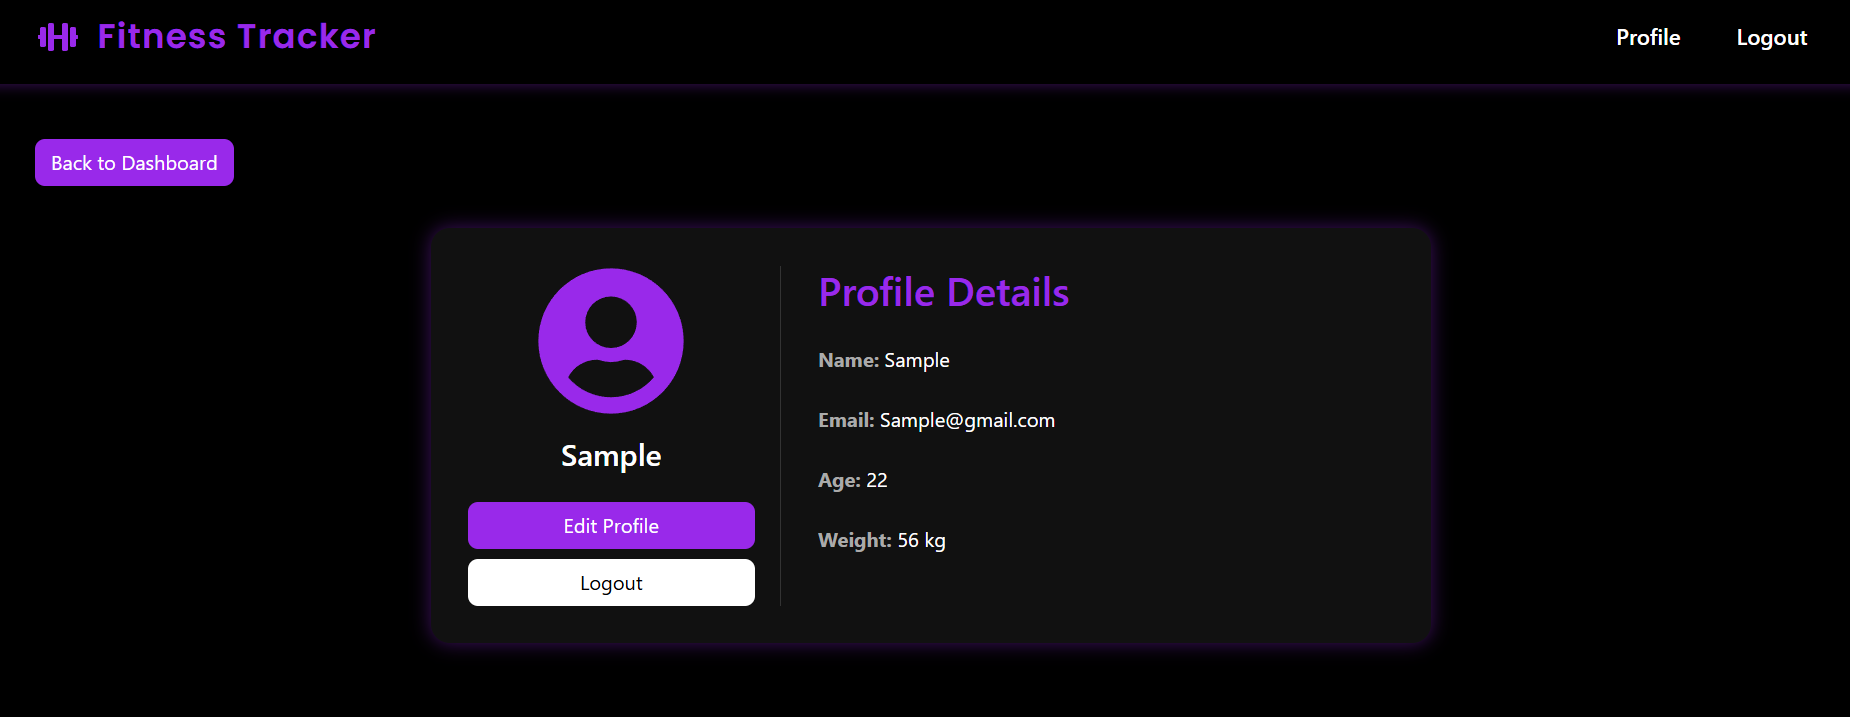 Fitness Tracker
Profile
Logout
Back to Dashboard
Sample
Edit Profile
Logout
Profile Details
Name: Sample
Email: Sample@gmail.com
Age: 22
Weight: 56 kg